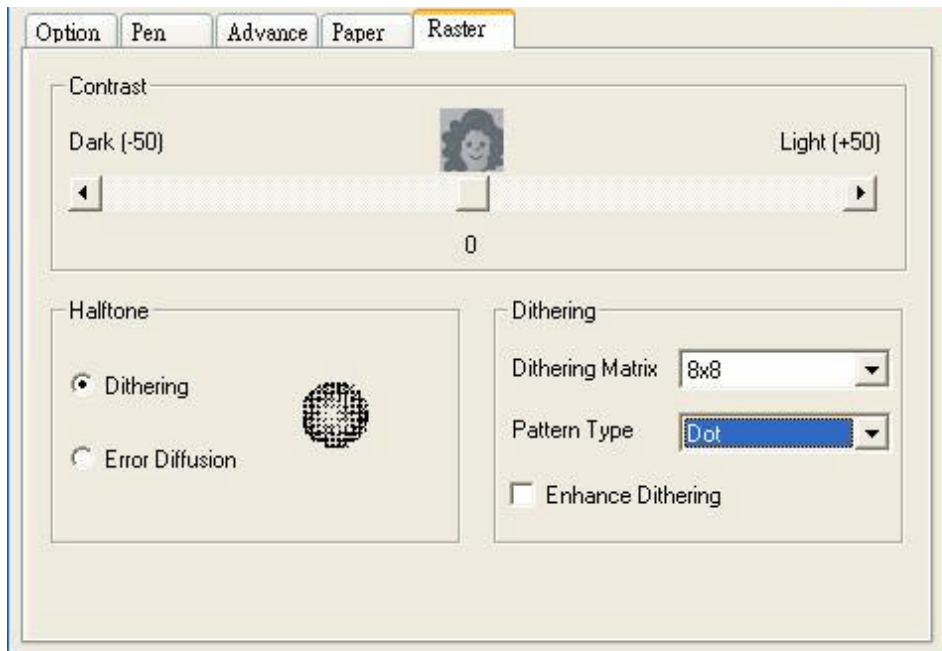 Option Pen Advance Paper Raster
Contrast
Dark (-50) Light (+50)
0
Halftone
Dithering
Error Diffusion
Dithering
Dithering Matrix 8x8
Pattern Type Dot
Enhance Dithering